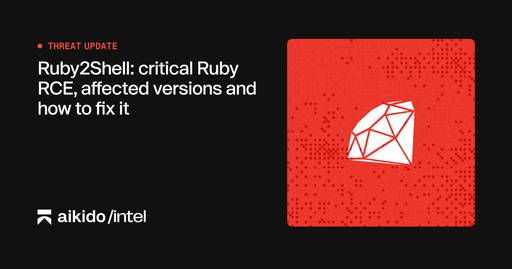 THREAT UPDATE
Ruby2Shell: critical Ruby
RCE, affected versions and
how to fix it
aikido/intel